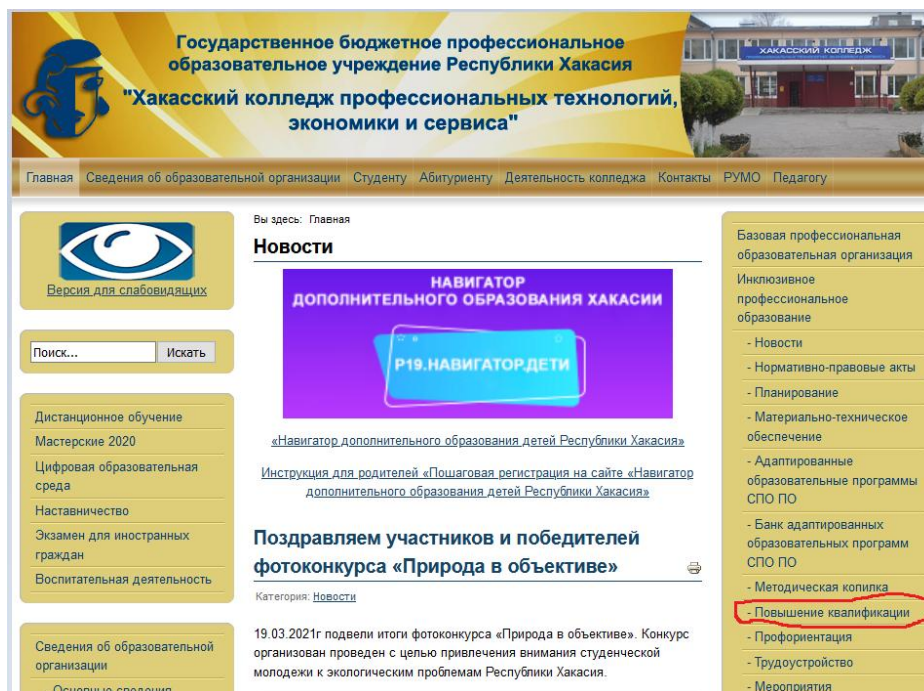 Государственное бюджетное профессиональное
образовательное учреждение Республики Хакасия
"Хакасский колледж профессиональных технологий,
экономики и сервиса"
ХАКАССКИЙ КОЛЛЕДЖ
Главная Сведения об образовательной организации Студенту Абитуриенту Деятельность колледжа Контакты РУМО Педагогу
Версия для слабовидящих
Поиск... Искать
Дистанционное обучение
Мастерские 2020
Цифровая образовательная
среда
Наставничество
Экзамен для иностранных
граждан
Воспитательная деятельность
Сведения об образовательной
организации
Основные сведения
Вы здесь: Главная
Новости
НАВИГАТОР
ДОПОЛНИТЕЛЬНОГО ОБРАЗОВАНИЯ ХАКАСИИ
Р19.НАВИГАТОР.ДЕТИ
«Навигатор дополнительного образования детей Республики Хакасия»
Инструкция для родителей «Пошаговая регистрация на сайте «Навигатор
дополнительного образования детей Республики Хакасия»
Поздравляем участников и победителей
фотоконкурса «Природа в объективе»
Категория: Новости
19.03.2021г подвели итоги фотоконкурса «Природа в объективе». Конкурс
организован проведен с целью привлечения внимания студенческой
молодежи к экологическим проблемам Республики Хакасия.
Базовая профессиональная
образовательная организация
Инклюзивное
профессиональное
образование
- Новости
- Нормативно-правовые акты
- Планирование
- Материально-техническое
обеспечение
- Адаптированные
образовательные программы
СПО ПО
- Банк адаптированных
образовательных программ
СПО ПО
- Методическая копилка
- Повышение квалификации
- Профориентация
- Трудоустройство
- Мероприятия